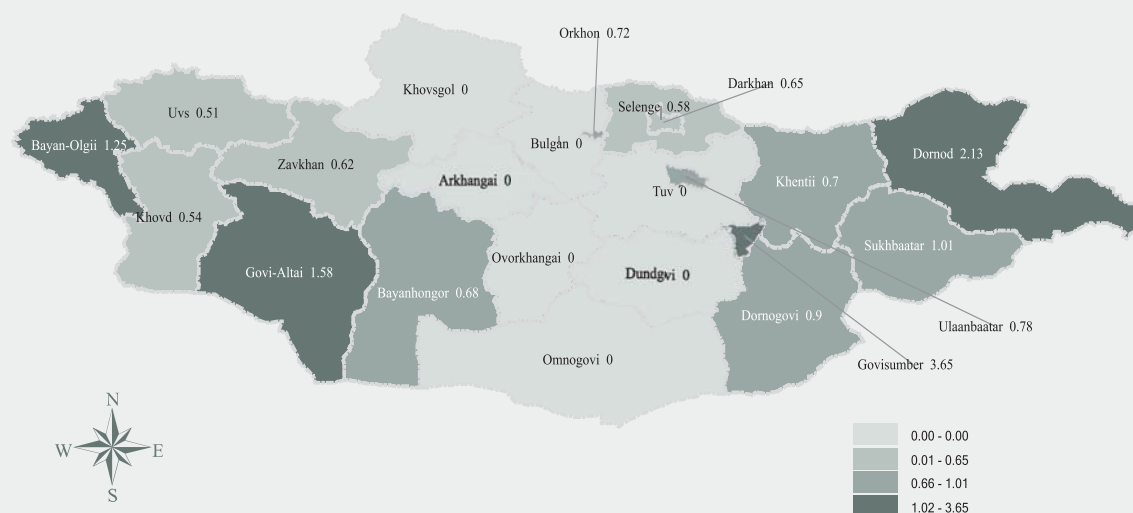 Orkhon 0.72
Darkhan 0.65
Khovsgol 0
Selenge 0.58
Uvs 0.51
Bulgan 0
Bayan-Olgii 1.25
Dornod 2.13
Zavkhan 0.62
Arkhangai 0
Khentii 0.7
Tuv 0
Khovd 0.54
Sukhbaatar 1.01
Ovorkhangai 0
Govi-Altai 1.58
Dundgvi 0
Bayanhongor 0.68
Dornogovi 0.9
Ulaanbaatar 0.78
Omnogovi 0
Govisumber 3.65
N
W E
S
0.00 - 0.00
0.01 - 0.65
0.66 - 1.01
1.02 - 3.65